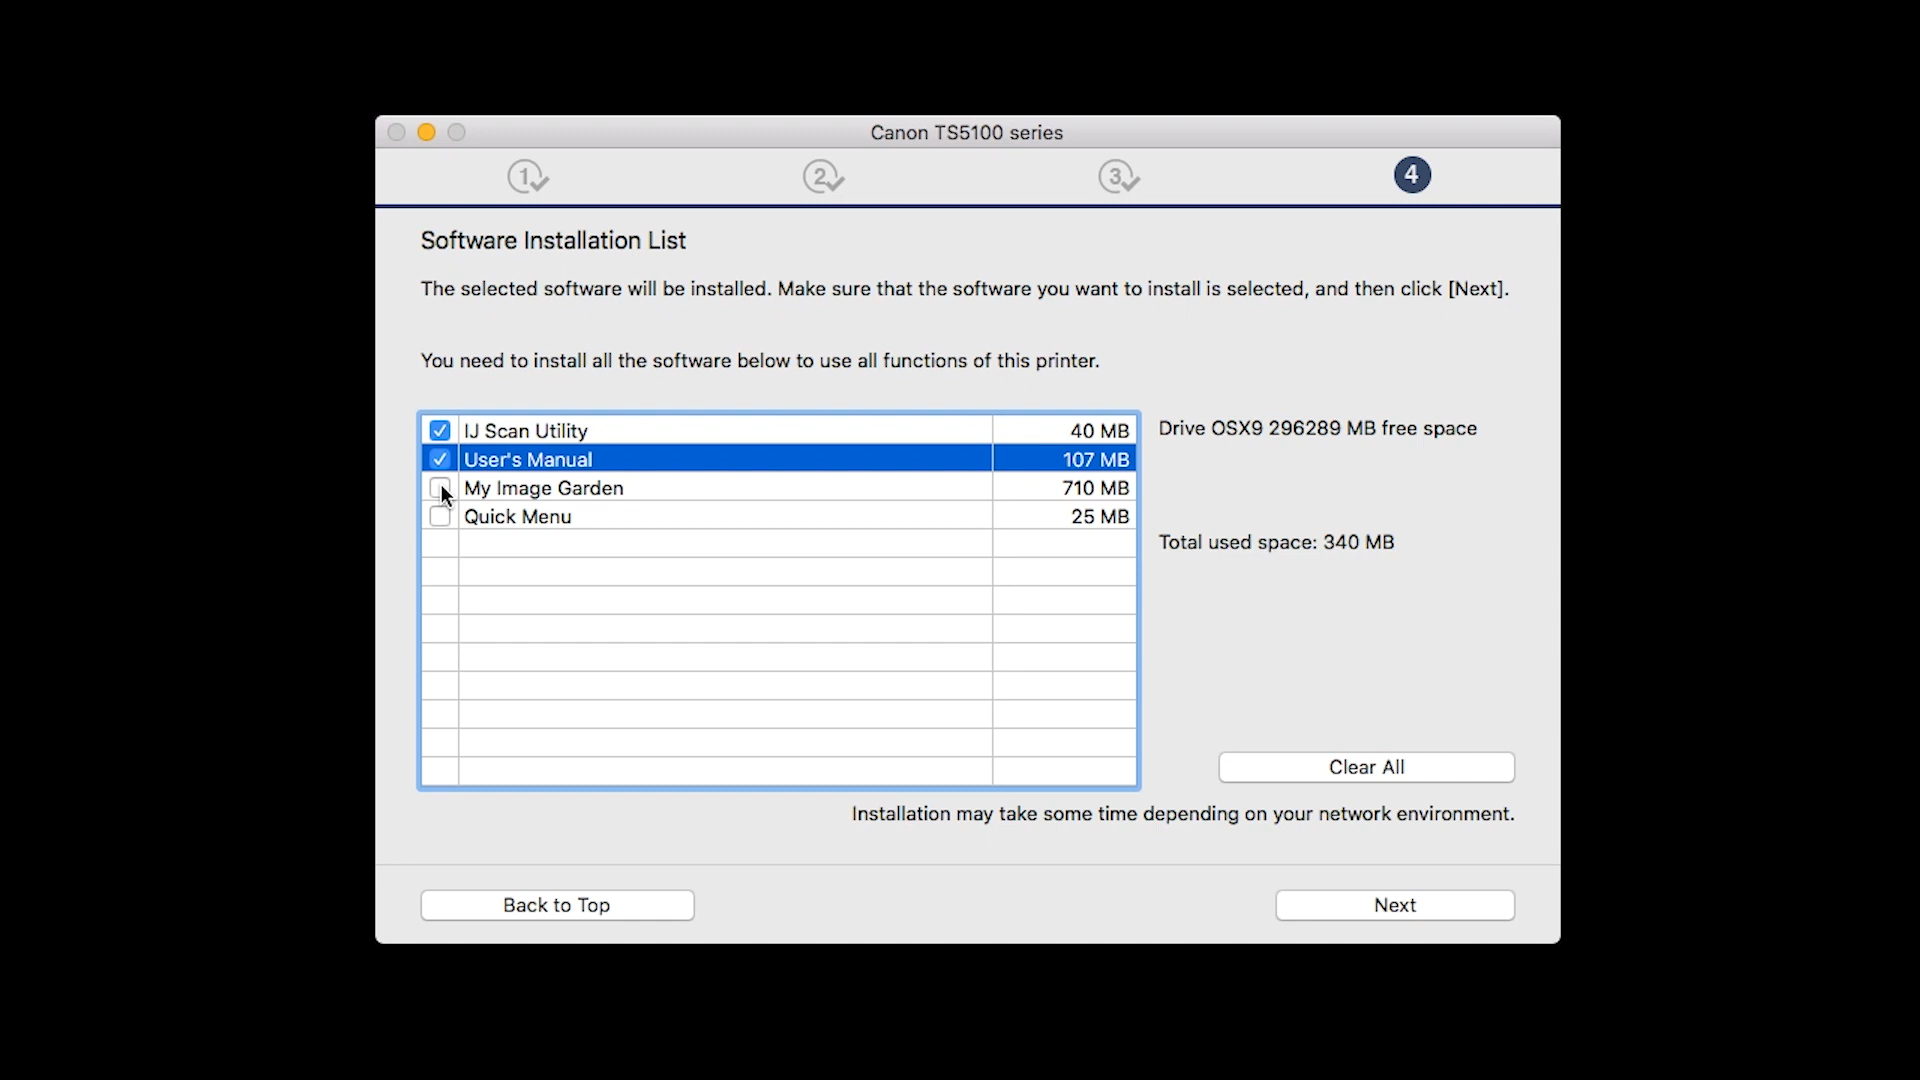 Canon TS5100 series
1
2
3
4
Software Installation List
The selected software will be installed. Make sure that the software you want to install is selected, and then click [Next].
You need to install all the software below to use all functions of this printer.
IJ Scan Utility 40 MB
User's Manual 107 MB
My Image Garden 710 MB
Quick Menu 25 MB
Drive OSX9 296289 MB free space
Total used space: 340 MB
Clear All
Installation may take some time depending on your network environment.
Back to Top
Next